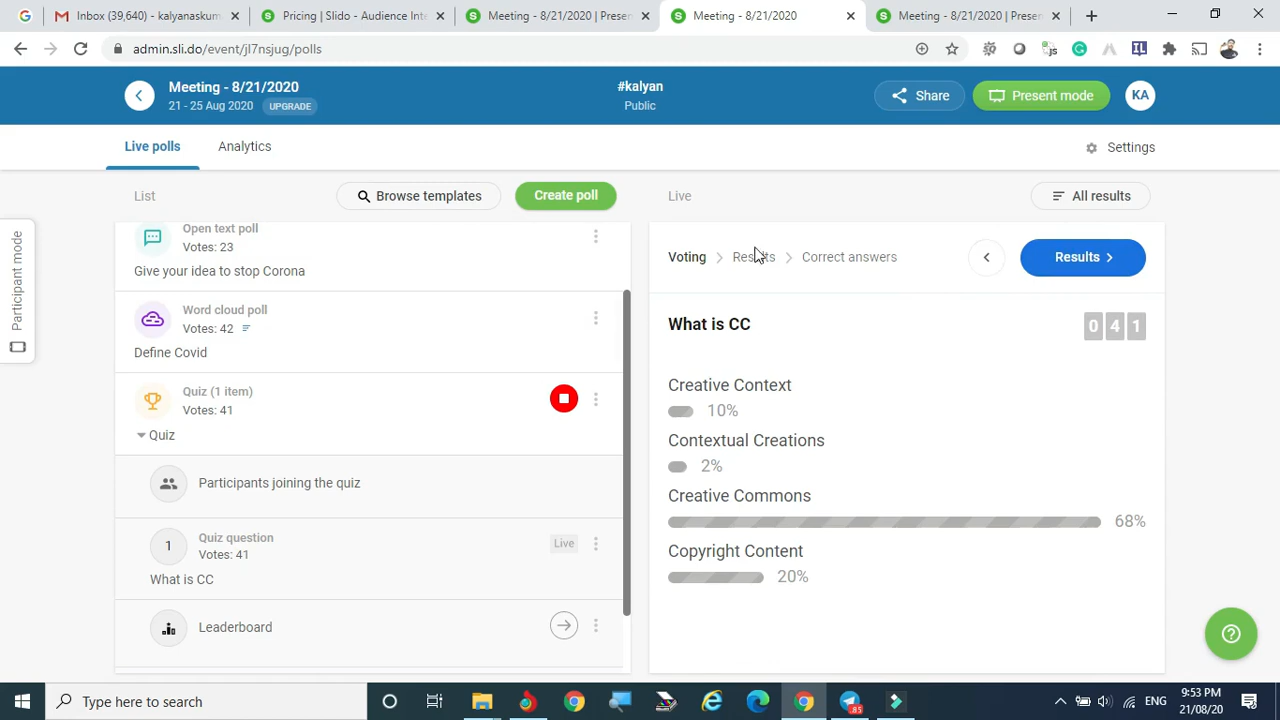 Inbox (39,640) - kalyanaskum
Pricing | Slido - Audience Inte
Meeting - 8/21/2020 | Present
Meeting - 8/21/2020
Meeting - 8/21/2020 | Presen
admin.sli.do/event/jl7nsjug/polls
Meeting - 8/21/2020
21 - 25 Aug 2020 UPGRADE
#kalyan
Public
Share
Present mode
KA
Live polls
Analytics
Settings
List
Browse templates
Create poll
Live
All results
Participant mode
Open text poll
Votes: 23
Give your idea to stop Corona
Word cloud poll
Votes: 42
Define Covid
Quiz (1 item)
Votes: 41
Quiz
Participants joining the quiz
1
Quiz question
Votes: 41
Live
What is CC
Leaderboard
Voting > Results > Correct answers
Results >
What is CC
041
Creative Context
10%
Contextual Creations
2%
Creative Commons
68%
Copyright Content
20%
Type here to search
85
ENG
9:53 PM
21/08/20